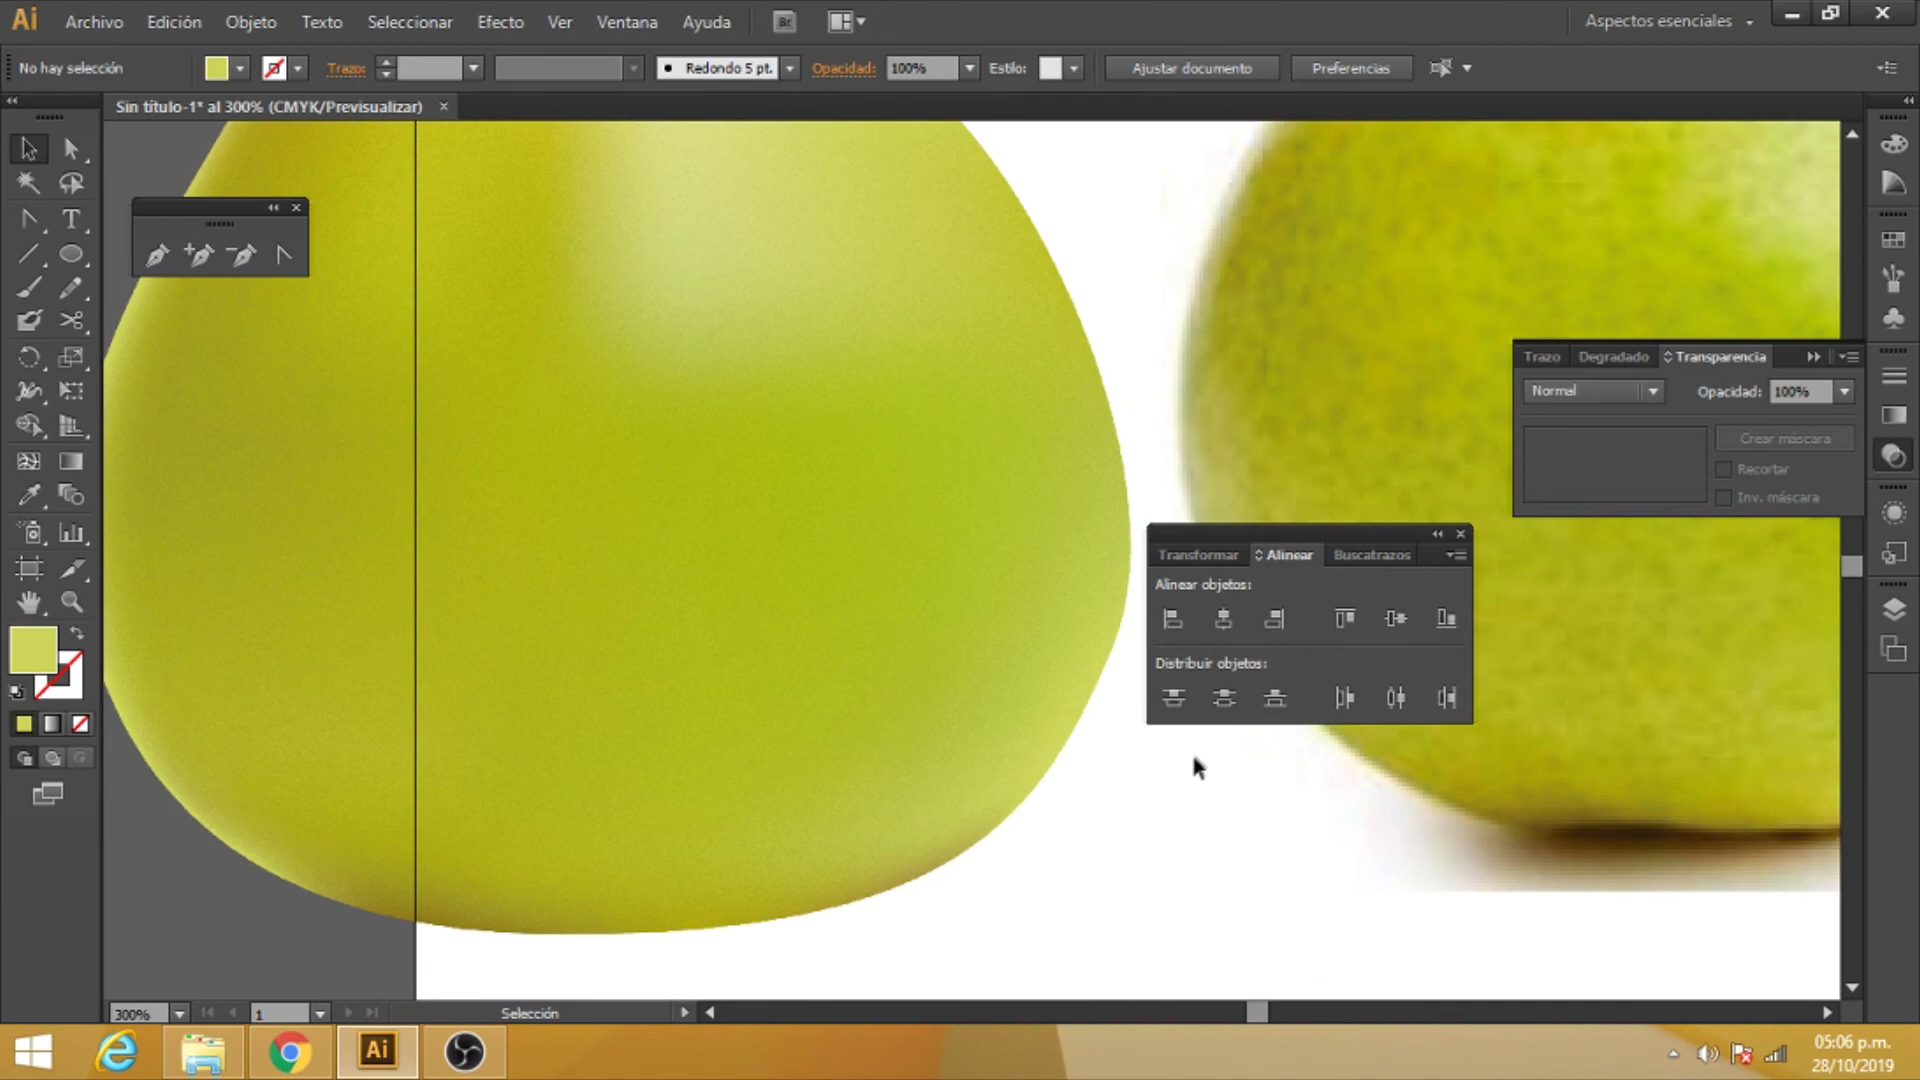 Ai Archivo Edición Objeto Texto Seleccionar Efecto Ver Ventana Ayuda Br Aspectos esenciales
No hay selección Trazo: Redondo 5 pt. Opacidad: 100% Estilo: Ajustar documento Preferencias
Sin título-1* al 300% (CMYK/Previsualizar)
T
Trazo Degradado Transparencia
Normal Opacidad: 100%
Crear máscara
Recortar
Inv. máscara
Transformar Alinear Buscatrazos
Alinear objetos:
Distribuir objetos:
300% 1 Selección
Ai
05:06 p.m.
28/10/2019